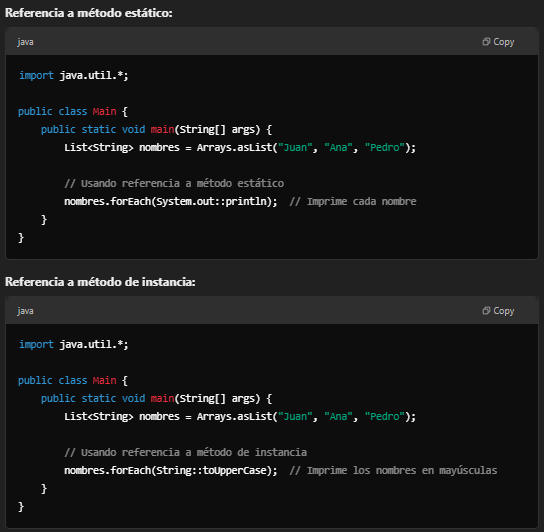 Referencia a método estático:
java
Copy
import java.util.*;
public class Main {
public static void main(String[] args) {
List<String> nombres = Arrays.asList("Juan", "Ana", "Pedro");
// Usando referencia a método estático
nombres.forEach(System.out::println);  // Imprime cada nombre
}
}
Referencia a método de instancia:
java
Copy
import java.util.*;
public class Main {
public static void main(String[] args) {
List<String> nombres = Arrays.asList("Juan", "Ana", "Pedro");
// Usando referencia a método de instancia
nombres.forEach(String::toUpperCase);  // Imprime los nombres en mayúsculas
}
}